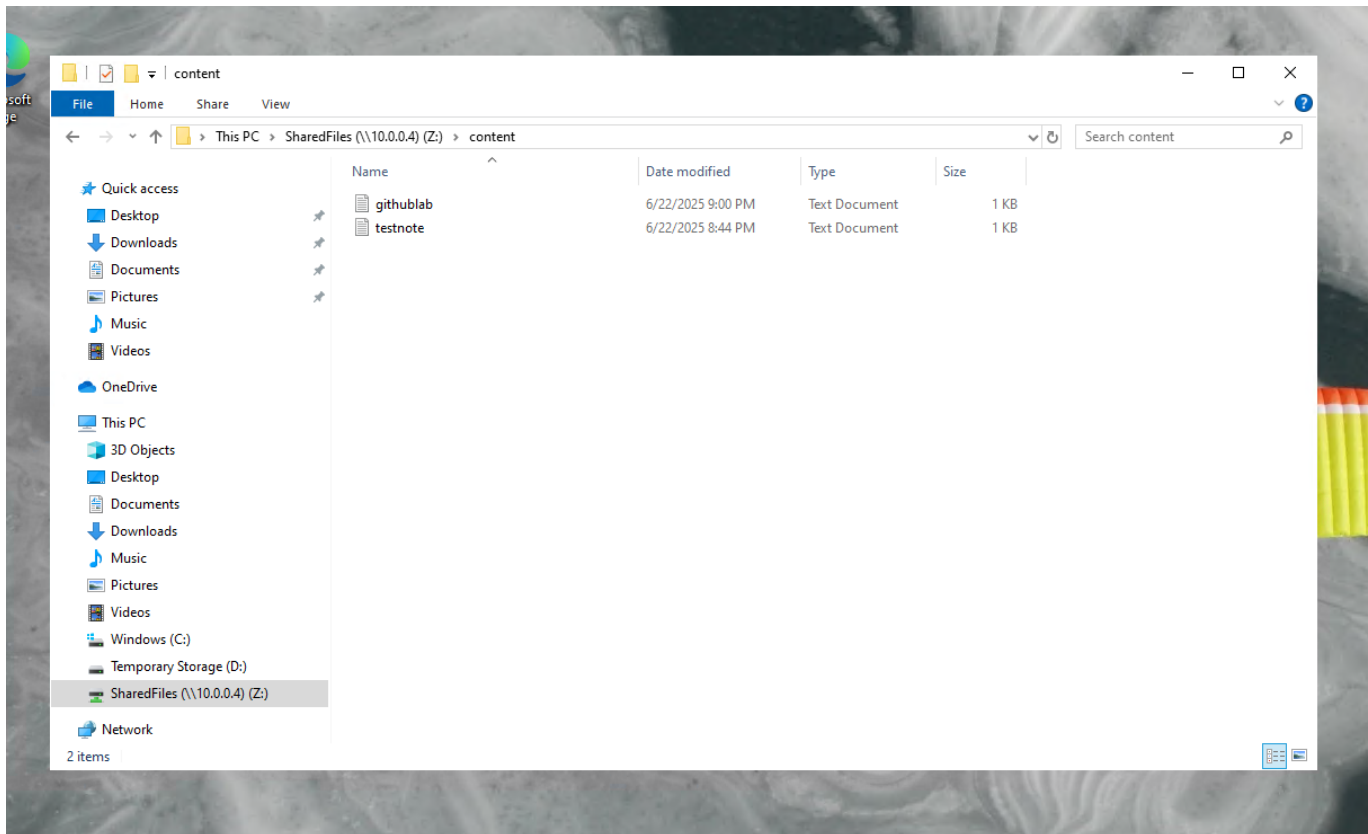 content
File Home Share View
This PC > SharedFiles (\\10.0.0.4) (Z:) > content
Search content
Name Date modified Type Size
githublab 6/22/2025 9:00 PM Text Document 1 KB
testnote 6/22/2025 8:44 PM Text Document 1 KB
Quick access
Desktop
Downloads
Documents
Pictures
Music
Videos
OneDrive
This PC
3D Objects
Desktop
Documents
Downloads
Music
Pictures
Videos
Windows (C:)
Temporary Storage (D:)
SharedFiles (\\10.0.0.4) (Z:)
Network
2 items